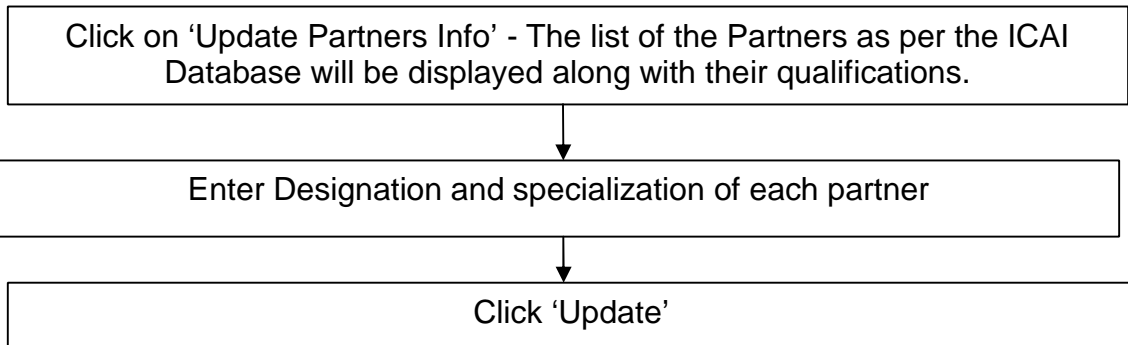 Click on ‘Update Partners Info’ - The list of the Partners as per the ICAI
Database will be displayed along with their qualifications.
Enter Designation and specialization of each partner
Click ‘Update’